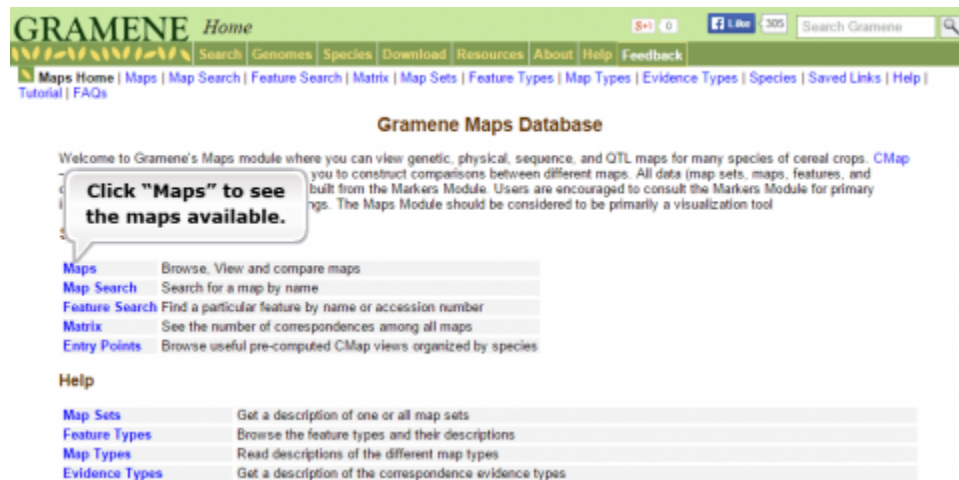 GRAMENE Home
8+1 0 Like 305 Search Gramene
Search Genomes Species Download Resources About Help Feedback
Maps Home | Maps | Map Search | Feature Search | Matrix | Map Sets | Feature Types | Map Types | Evidence Types | Species | Saved Links | Help |
Tutorial | FAQs
Gramene Maps Database
Welcome to Gramene's Maps module where you can view genetic, physical, sequence, and QTL maps for many species of cereal crops. CMap
you to construct comparisons between different maps. All data (map sets, maps, features, and
built from the Markers Module. Users are encouraged to consult the Markers Module for primary
ngs. The Maps Module should be considered to be primarily a visualization tool
Click "Maps" to see
the maps available.
Maps Browse, View and compare maps
Map Search Search for a map by name
Feature Search Find a particular feature by name or accession number
Matrix See the number of correspondences among all maps
Entry Points Browse useful pre-computed CMap views organized by species
Help
Map Sets Get a description of one or all map sets
Feature Types Browse the feature types and their descriptions
Map Types Read descriptions of the different map types
Evidence Types Get a description of the correspondence evidence types